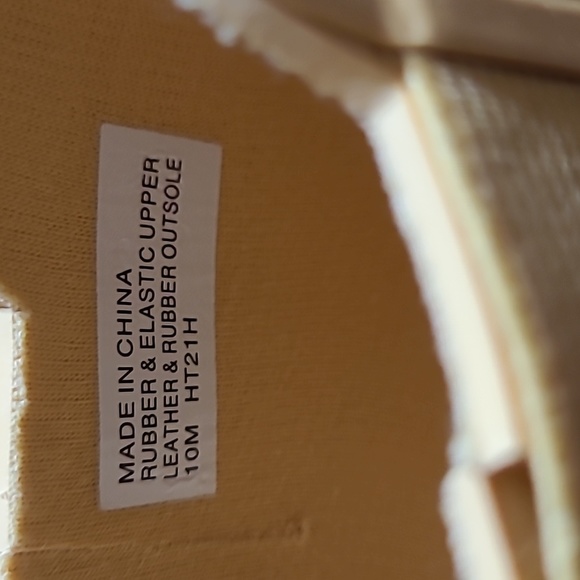 MADE IN CHINA
RUBBER & ELASTIC UPPER
LEATHER & RUBBER OUTSOLE
10M HT21H